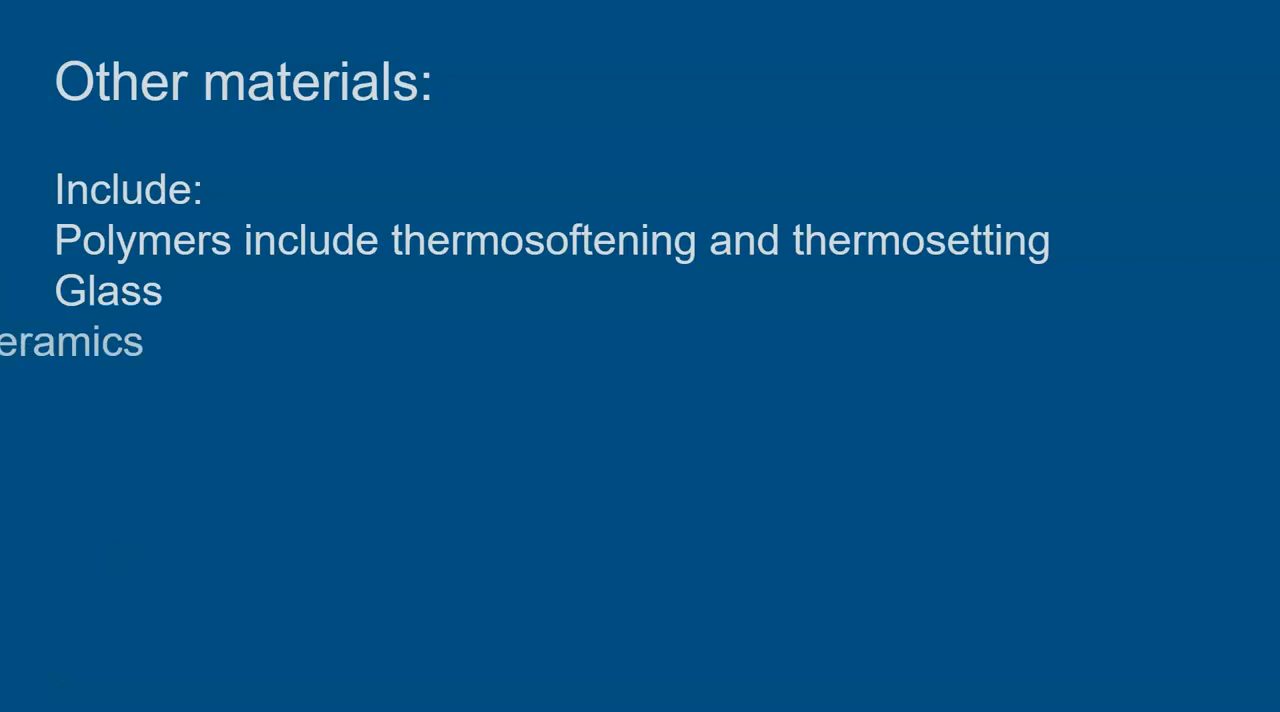 Other materials:
Include:
Polymers include thermosoftening and thermosetting
Glass
eramics